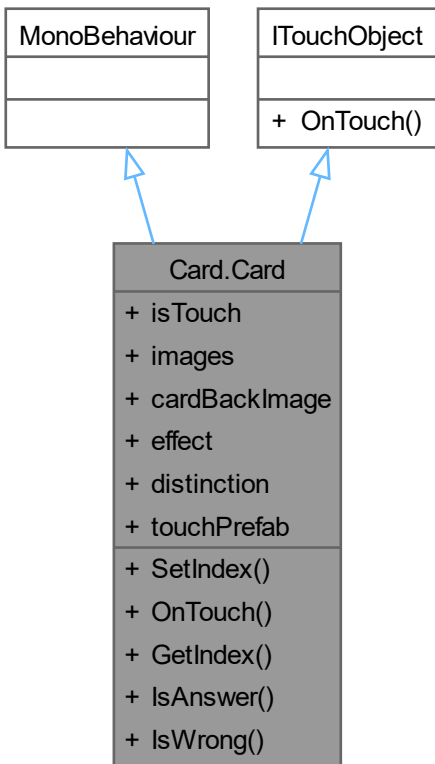 MonoBehaviour
ITouchObject
+ OnTouch()
Card.Card
+ isTouch
+ images
+ cardBackImage
+ effect
+ distinction
+ touchPrefab
+ SetIndex()
+ OnTouch()
+ GetIndex()
+ IsAnswer()
+ IsWrong()